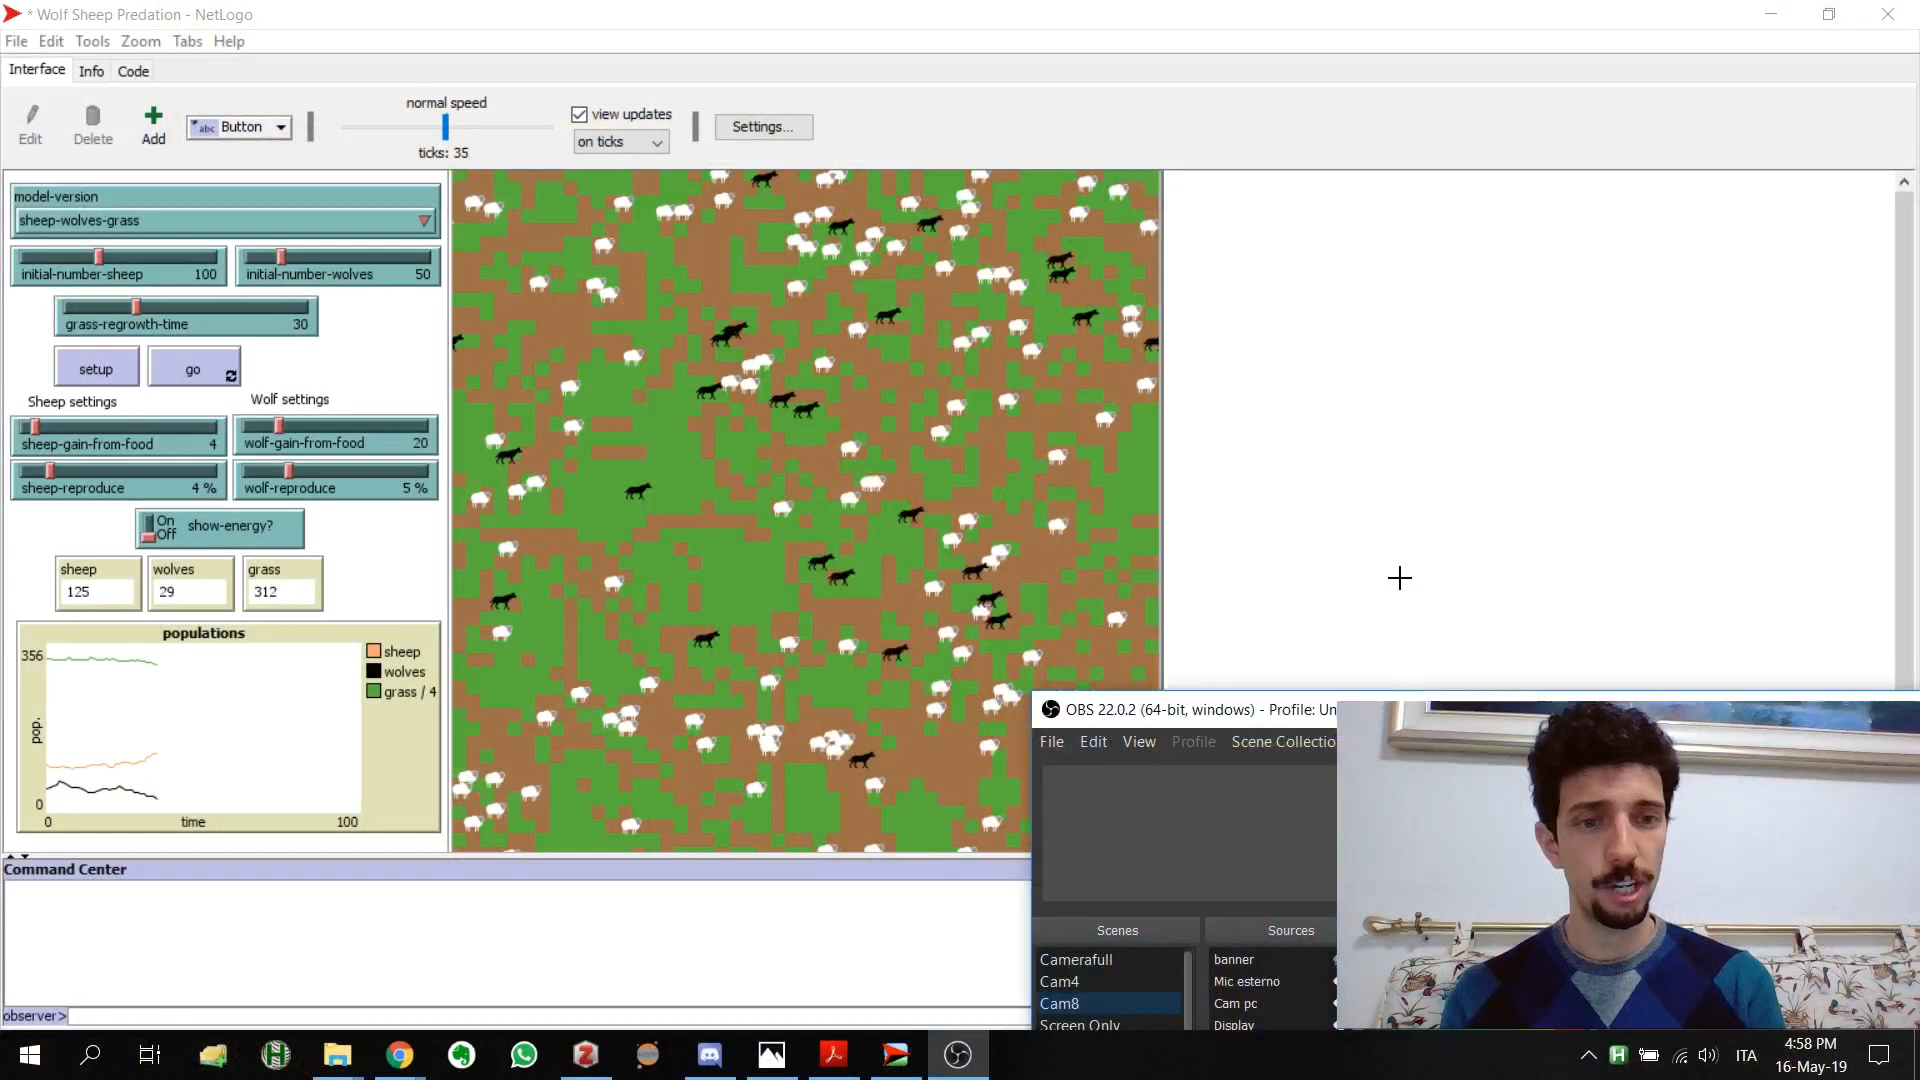 * Wolf Sheep Predation - NetLogo
File Edit Tools Zoom Tabs Help
Interface Info Code
Edit Delete Add abc Button
normal speed
ticks: 35
view updates
on ticks
Settings...
model-version
sheep-wolves-grass
initial-number-sheep 100
initial-number-wolves 50
grass-regrowth-time 30
setup go
Sheep settings Wolf settings
sheep-gain-from-food 4
wolf-gain-from-food 20
sheep-reproduce 4 %
wolf-reproduce 5 %
On
Off
show-energy?
sheep wolves grass
125 29 312
populations
356
pop.
0
0 time 100
sheep
wolves
grass / 4
Command Center
observer>
OBS 22.0.2 (64-bit, windows) - Profile: Un
File Edit View Profile Scene Collectio
Scenes Sources
Camerafull
Cam4
Cam8
Screen Only
banner
Mic esterno
Cam pc
Display
H ITA
4:58 PM
16-May-19